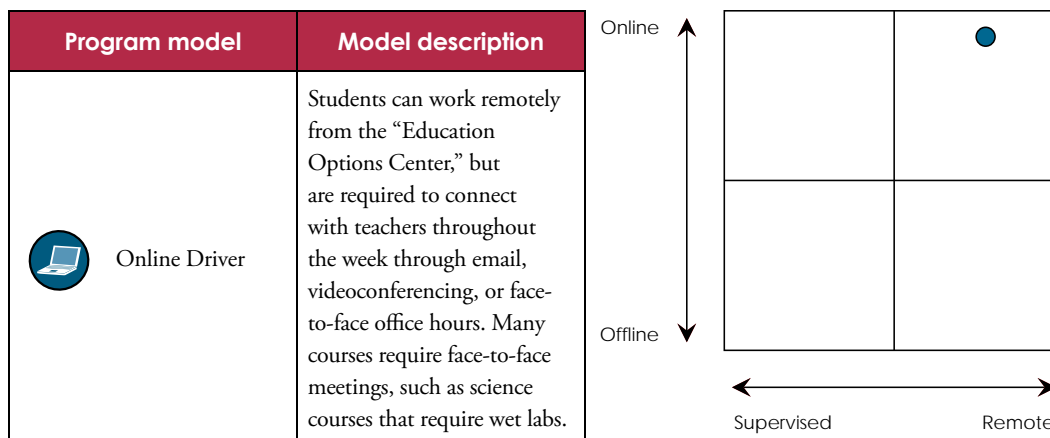 Program model
Model description
Online Driver
Students can work remotely
from the “Education
Options Center,” but
are required to connect
with teachers throughout
the week through email,
videoconferencing, or face-
to-face office hours. Many
courses require face-to-face
meetings, such as science
courses that require wet labs.
Online
Offline
Supervised
Remote